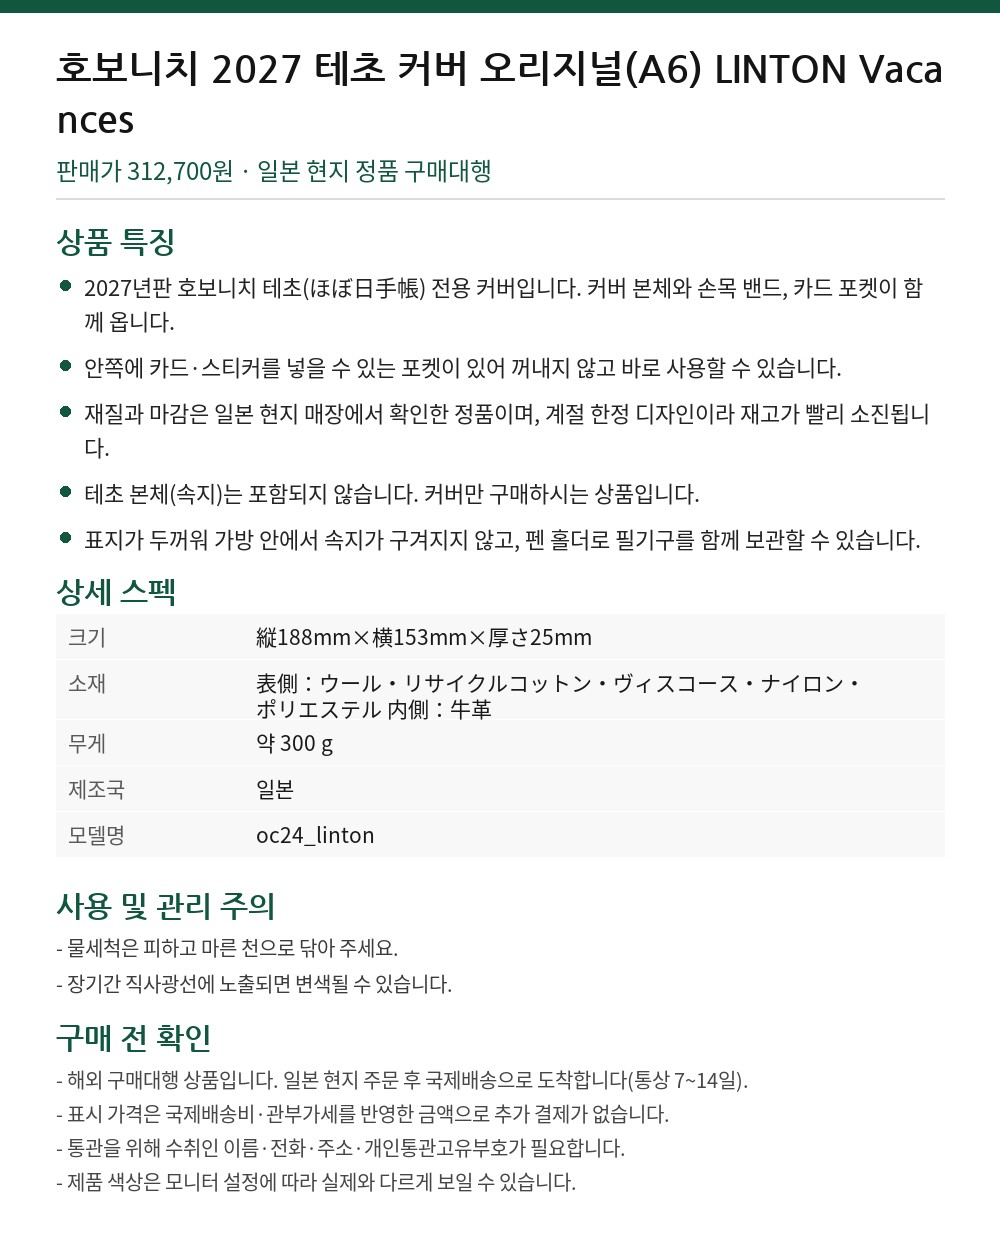 호보니치 2027 테초 커버 오리지널(A6) LINTON Vaca
nces
판매가 312,700원 · 일본 현지 정품 구매대행
상품 특징
● 2027년판 호보니치 테초(ほぼ日手帳) 전용 커버입니다. 커버 본체와 손목 밴드, 카드 포켓이 함
께 옵니다.
● 안쪽에 카드·스티커를 넣을 수 있는 포켓이 있어 꺼내지 않고 바로 사용할 수 있습니다.
● 재질과 마감은 일본 현지 매장에서 확인한 정품이며, 계절 한정 디자인이라 재고가 빨리 소진됩니
다.
● 테초 본체(속지)는 포함되지 않습니다. 커버만 구매하시는 상품입니다.
● 표지가 두꺼워 가방 안에서 속지가 구겨지지 않고, 펜 홀더로 필기구를 함께 보관할 수 있습니다.
상세 스펙
크기 縦188mm×横153mm×厚さ25mm
소재 表側：ウール・リサイクルコットン・ヴィスコース・ナイロン・
ポリエステル 内側：牛革
무게 약 300 g
제조국 일본
모델명 oc24_linton
사용 및 관리 주의
- 물세척은 피하고 마른 천으로 닦아 주세요.
- 장기간 직사광선에 노출되면 변색될 수 있습니다.
구매 전 확인
- 해외 구매대행 상품입니다. 일본 현지 주문 후 국제배송으로 도착합니다(통상 7~14일).
- 표시 가격은 국제배송비·관부가세를 반영한 금액으로 추가 결제가 없습니다.
- 통관을 위해 수취인 이름·전화·주소·개인통관고유부호가 필요합니다.
- 제품 색상은 모니터 설정에 따라 실제와 다르게 보일 수 있습니다.